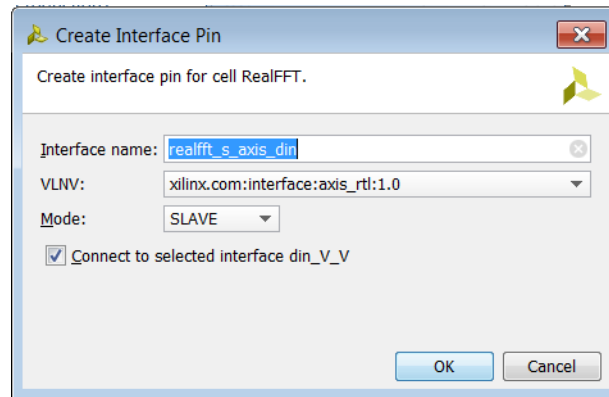 Create Interface Pin
Create interface pin for cell RealFFT.
Interface name: realfft_s_axis_din
VLNV: xilinx.com:interface:axis_rtl:1.0
Mode: SLAVE
Connect to selected interface din_V_V
OK Cancel